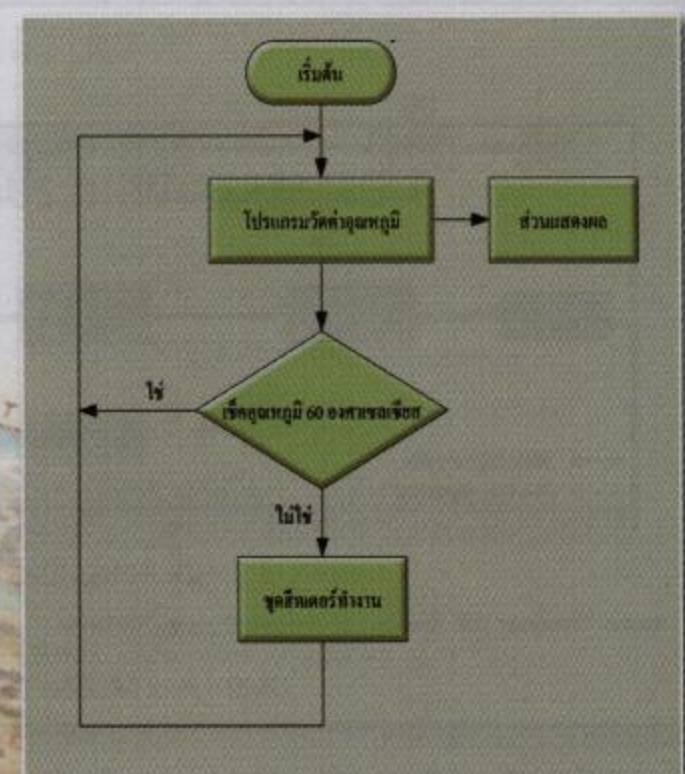 เริ่มต้น
โปรแกรมวัดค่าอุณหภูมิ
ส่วนแสดงผล
ใช่
เช็คอุณหภูมิ 60 องศาเซลเซียส
ไม่ใช่
ชุดฮีทเตอร์ทำงาน